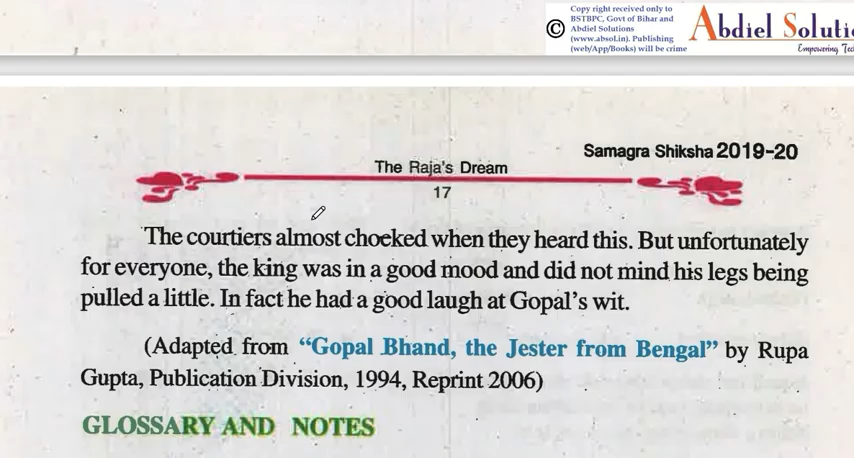 © Copy right received only to
BSTBPC, Govt of Bihar and
Abdiel Solutions
(www.absol.in). Publishing
(web/App/Books) will be crime
Abdiel Soluti
Empowering Te
Samagra Shiksha 2019-20
The Raja's Dream
17
The courtiers almost choeked when they heard this. But unfortunately
for everyone, the king was in a good mood and did not mind his legs being
pulled a little. In fact he had a good laugh at Gopal's wit.
(Adapted from “Gopal Bhand, the Jester from Bengal” by Rupa
Gupta, Publication Division, 1994, Reprint 2006)
GLOSSARY AND NOTES